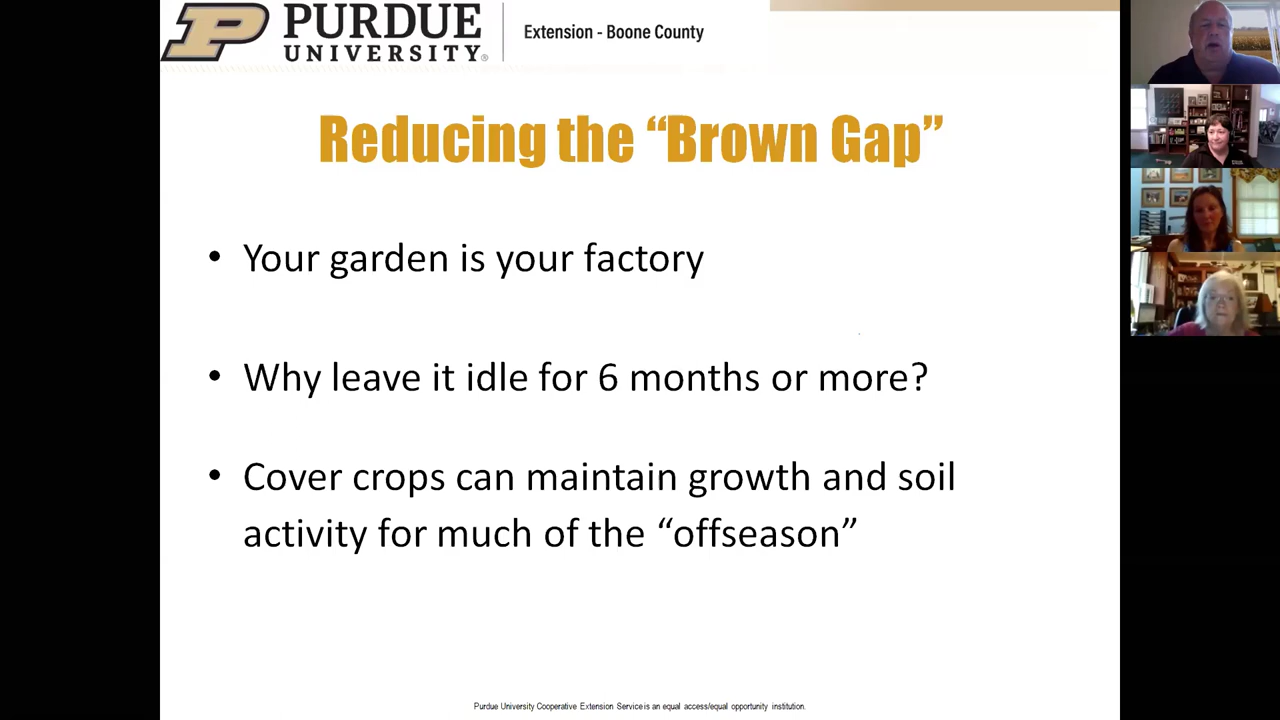 PURDUE
UNIVERSITY®
Extension - Boone County
Reducing the “Brown Gap”
• Your garden is your factory
• Why leave it idle for 6 months or more?
• Cover crops can maintain growth and soil
activity for much of the “offseason”
Purdue University Cooperative Extension Service is an equal access/equal opportunity institution.